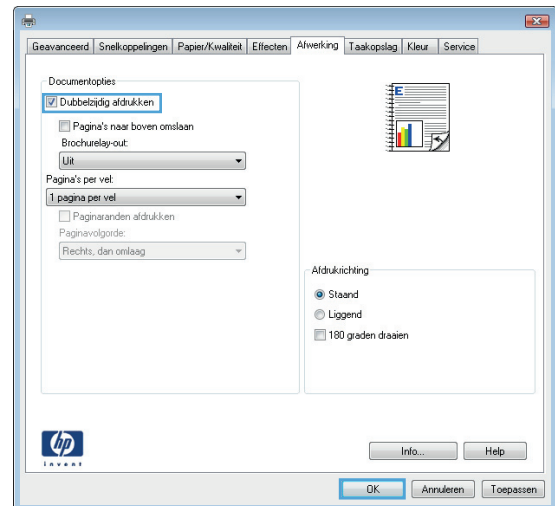 Geavanceerd Snelkoppelingen Papier/Kwaliteit Effecten Afwerking Taakopslag Kleur Service
Documentopties
Dubbelzijdig afdrukken
Pagina's naar boven omslaan
Brochurelay-out:
Uit
Pagina's per vel:
1 pagina per vel
Paginaranden afdrukken
Paginavolgorde:
Rechts, dan omlaag
E
Afdrukrichting
Staand
Liggend
180 graden draaien
hp
invent
Info... Help
OK Annuleren Toepassen